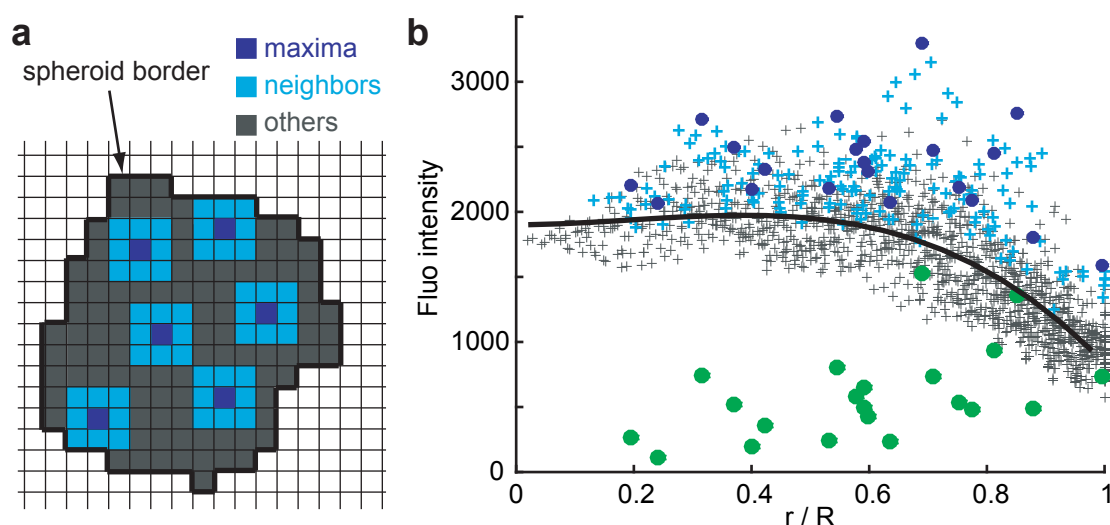 a
spheroid border
maxima
neighbors
others
b
Fluo intensity
3000
2000
1000
0
0
0.2
0.4
0.6
0.8
1
r / R